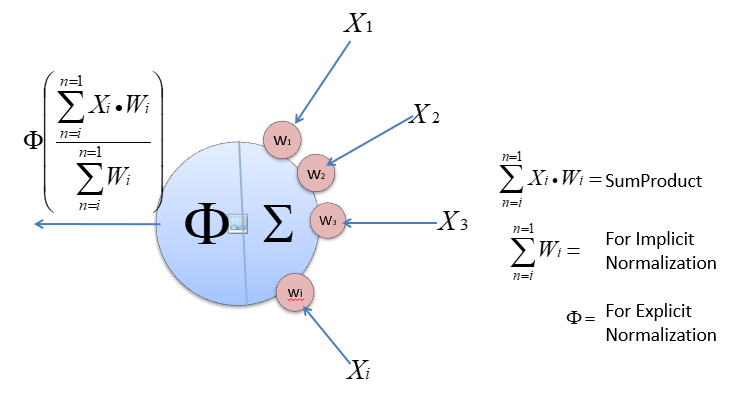 X1
X2
X3
Xi
W1
W2
W3
wi
Φ Σ
Φ
n=1
Σ Xi • Wi
n=i
n=1
Σ Wi
n=i
n=1
Σ Xi • Wi = SumProduct
n=i
n=1
Σ Wi = For Implicit
n=i Normalization
Φ = For Explicit
Normalization